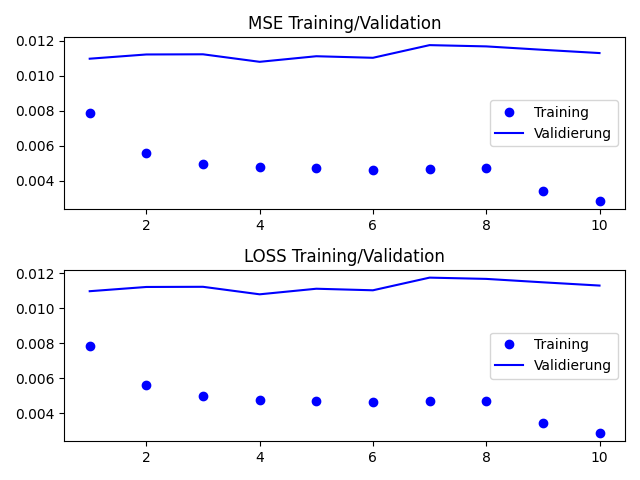 MSE Training/Validation
0.012
0.010
0.008
0.006
0.004
Training
Validierung
2 4 6 8 10
LOSS Training/Validation
0.012
0.010
0.008
0.006
0.004
Training
Validierung
2 4 6 8 10